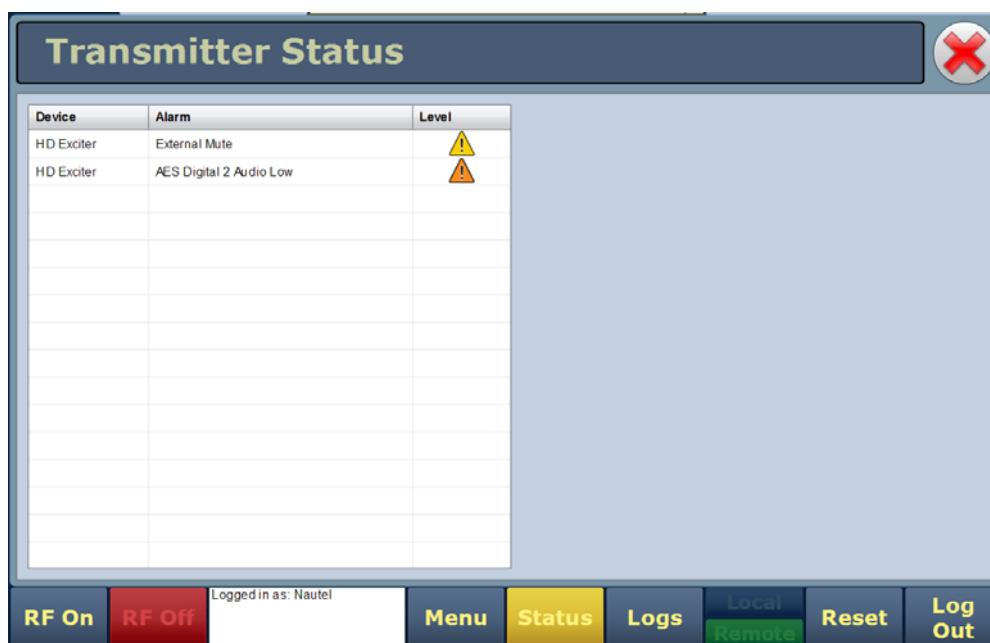 Transmitter Status
Device Alarm Level
HD Exciter External Mute
HD Exciter AES Digital 2 Audio Low
Logged in as: Nautel
RF On RF Off Menu Status Logs Local Remote Reset Log Out